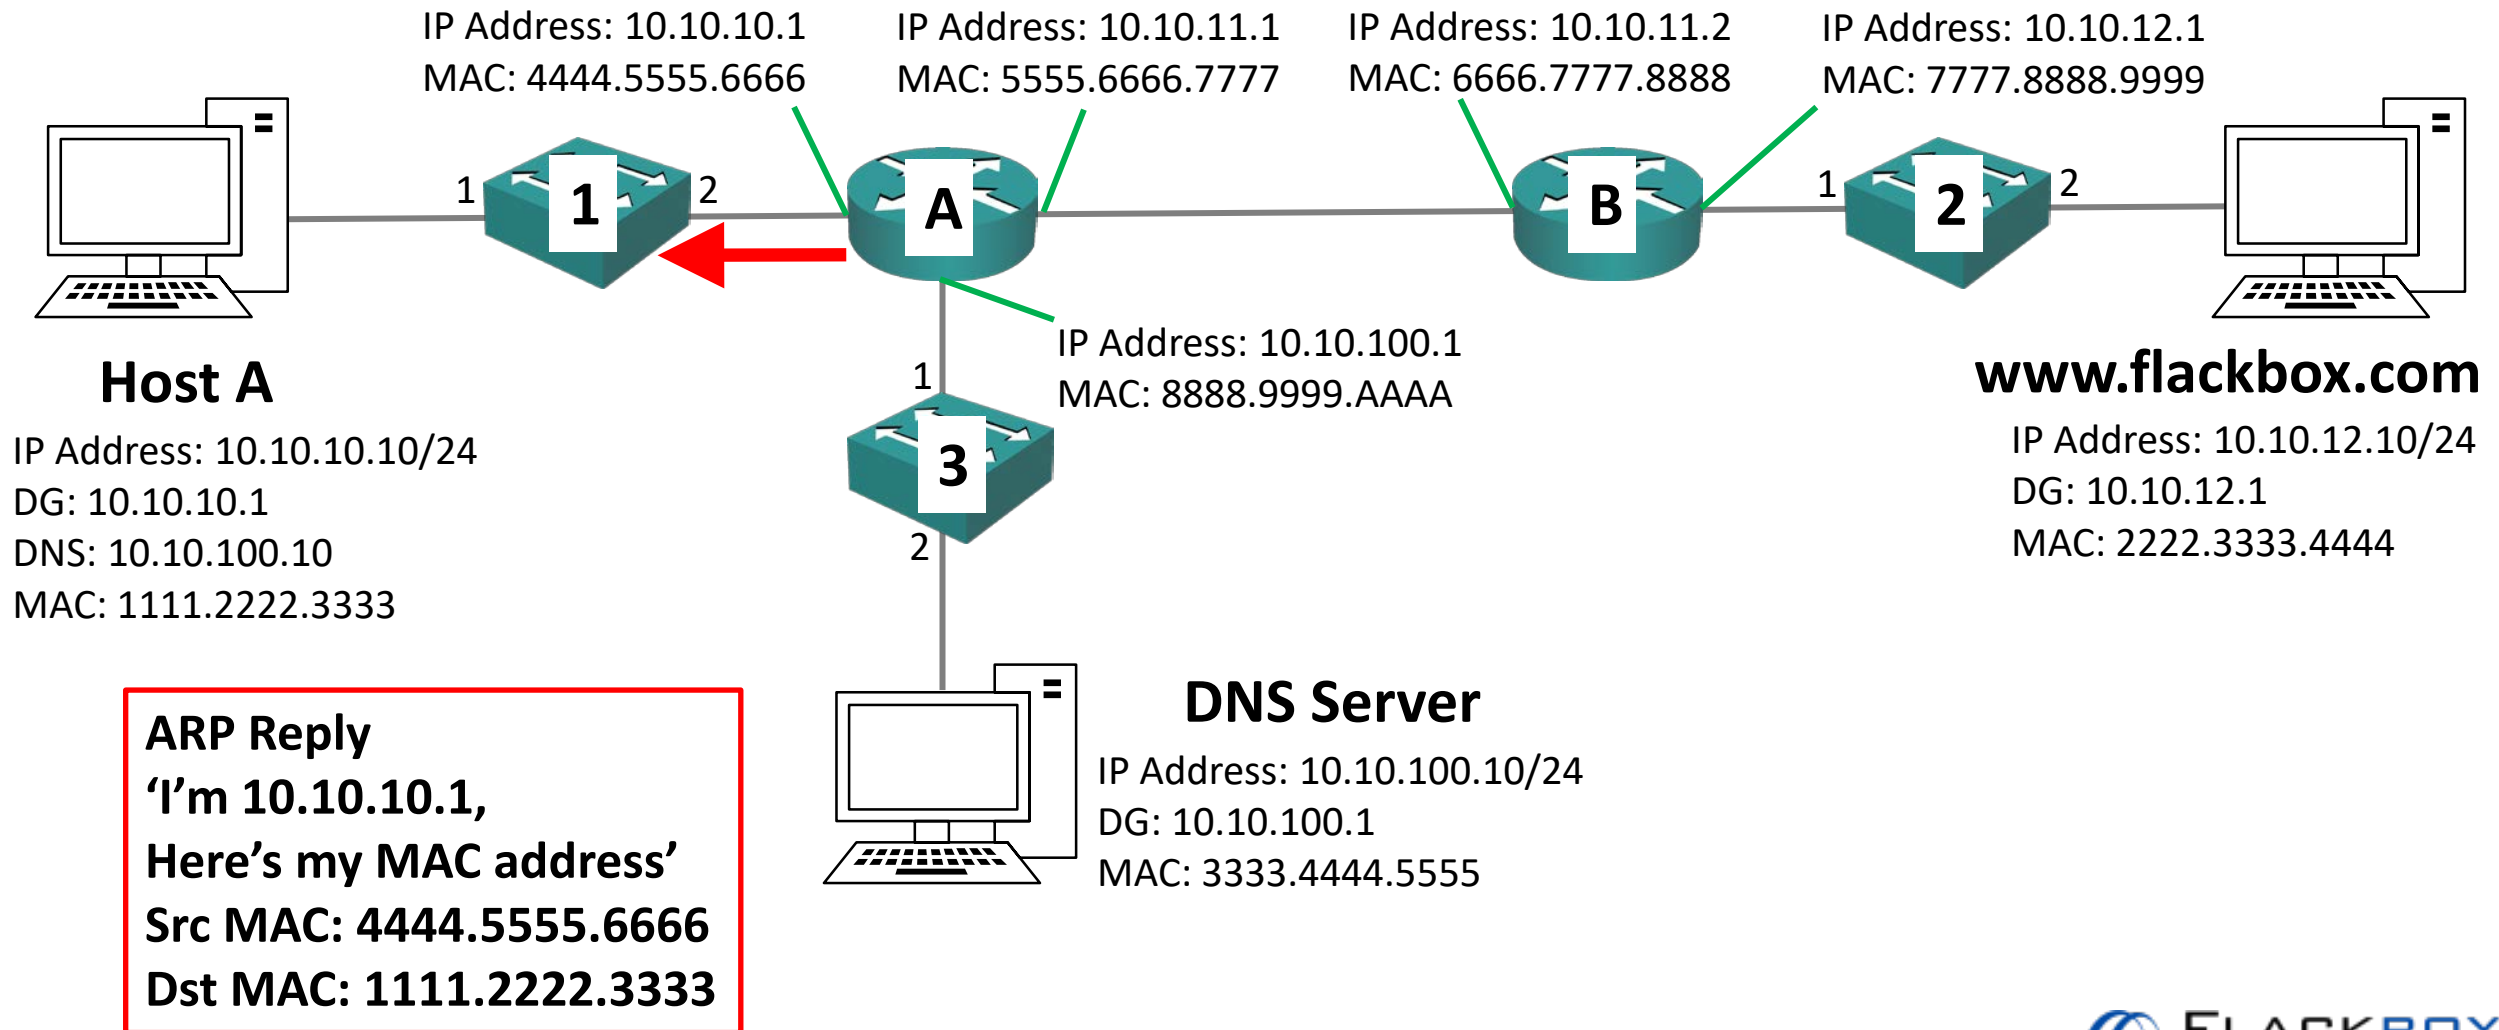 IP Address: 10.10.10.1
MAC: 4444.5555.6666
IP Address: 10.10.11.1
MAC: 5555.6666.7777
IP Address: 10.10.11.2
MAC: 6666.7777.8888
IP Address: 10.10.12.1
MAC: 7777.8888.9999
1
1
2
A
B
1
2
2
Host A
IP Address: 10.10.10.10/24
DG: 10.10.10.1
DNS: 10.10.100.10
MAC: 1111.2222.3333
IP Address: 10.10.100.1
MAC: 8888.9999.AAAA
1
3
2
www.flackbox.com
IP Address: 10.10.12.10/24
DG: 10.10.12.1
MAC: 2222.3333.4444
DNS Server
IP Address: 10.10.100.10/24
DG: 10.10.100.1
MAC: 3333.4444.5555
ARP Reply
‘I’m 10.10.10.1,
Here’s my MAC address’
Src MAC: 4444.5555.6666
Dst MAC: 1111.2222.3333
FLACKBOX